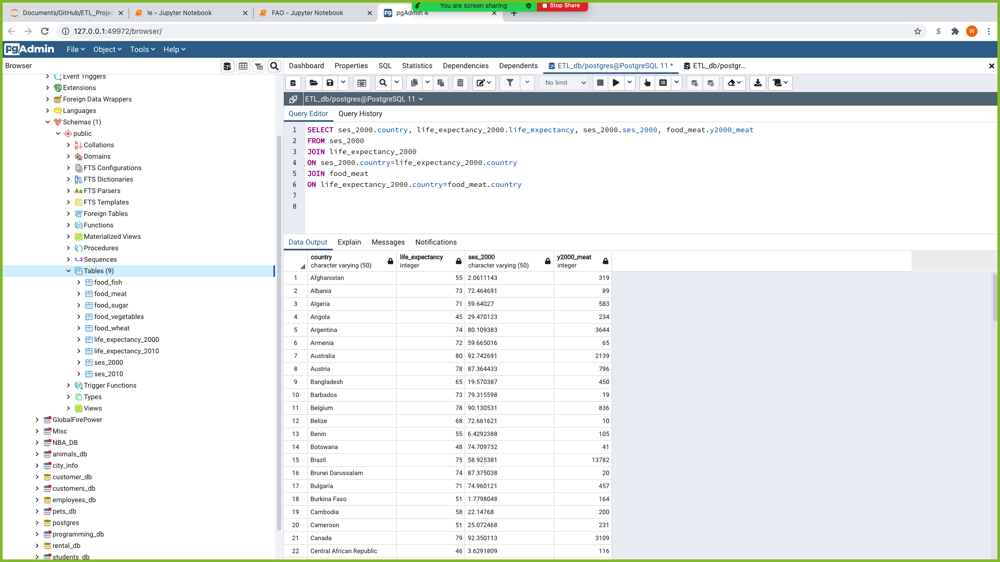 Documents/GitHub/ETL_Projec
le - Jupyter Notebook
FAO - Jupyter Notebook
pgAdmin 4
You are screen sharing
Stop Share
127.0.0.1:49972/browser/
S
W
pgAdmin
File
Object
Tools
Help
Browser
Dashboard
Properties
SQL
Statistics
Dependencies
Dependents
ETL_db/postgres@PostgreSQL 11 *
ETL_db/postgr...
No limit
ETL_db/postgres@PostgreSQL 11
Query Editor
Query History
Event Triggers
Extensions
Foreign Data Wrappers
Languages
Schemas (1)
public
Collations
Domains
FTS Configurations
FTS Dictionaries
Aa FTS Parsers
FTS Templates
Foreign Tables
Functions
Materialized Views
Procedures
1..3 Sequences
Tables (9)
food_fish
food_meat
food_sugar
food_vegetables
food_wheat
life_expectancy_2000
life_expectancy_2010
ses_2000
ses_2010
Trigger Functions
Types
Views
GlobalFirePower
Misc
NBA_DB
animals_db
city_info
customer_db
customers_db
employees_db
pets_db
postgres
programming_db
rental_db
students_db
1 SELECT ses_2000.country, life_expectancy_2000.life_expectancy, ses_2000.ses_2000, food_meat.y2000_meat
2 FROM ses_2000
3 JOIN life_expectancy_2000
4 ON ses_2000.country=life_expectancy_2000.country
5 JOIN food_meat
6 ON life_expectancy_2000.country=food_meat.country
7
8
Data Output
Explain
Messages
Notifications
country life_expectancy ses_2000 y2000_meat
character varying (50) integer character varying (50) integer
1 Afghanistan 55 2.0611143 319
2 Albania 73 72.464691 89
3 Algeria 71 59.64027 583
4 Angola 45 29.470123 234
5 Argentina 74 80.109383 3644
6 Armenia 72 59.665016 65
7 Australia 80 92.742691 2139
8 Austria 78 87.364433 796
9 Bangladesh 65 19.570387 450
10 Barbados 73 79.315598 19
11 Belgium 78 90.130531 836
12 Belize 68 72.661621 10
13 Benin 55 6.4292388 105
14 Botswana 48 74.709732 41
15 Brazil 75 58.925381 13782
16 Brunei Darussalam 74 87.375038 20
17 Bulgaria 71 74.960121 457
18 Burkina Faso 51 1.7798048 164
19 Cambodia 58 22.14768 200
20 Cameroon 51 25.072468 231
21 Canada 79 92.350113 3109
22 Central African Republic 46 3.6291809 116